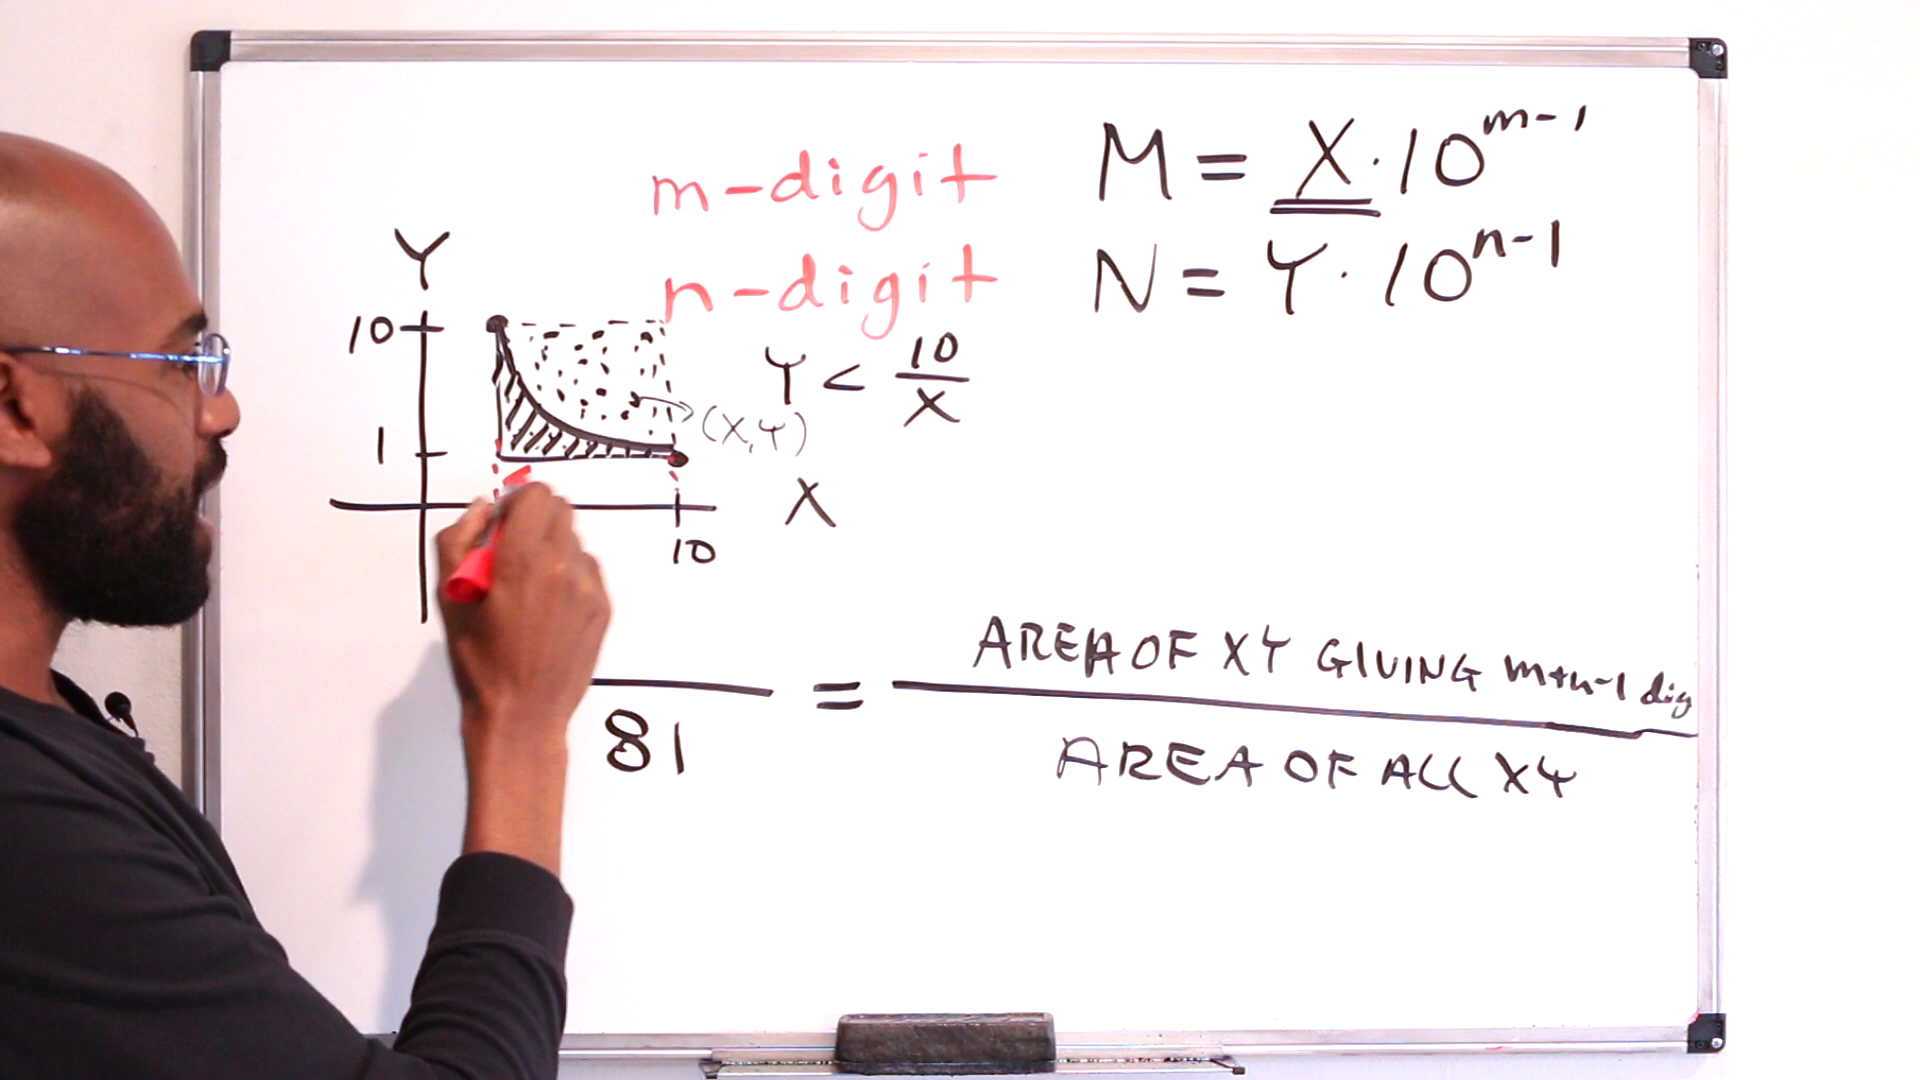 m-digit M = X · 10^m-1
n-digit N = Y · 10^n-1
Y
10
1
Y < 10/X
(X,Y)
X
10
81 =
AREA OF XY GIVING m+n-1 dig
AREA OF ALL XY